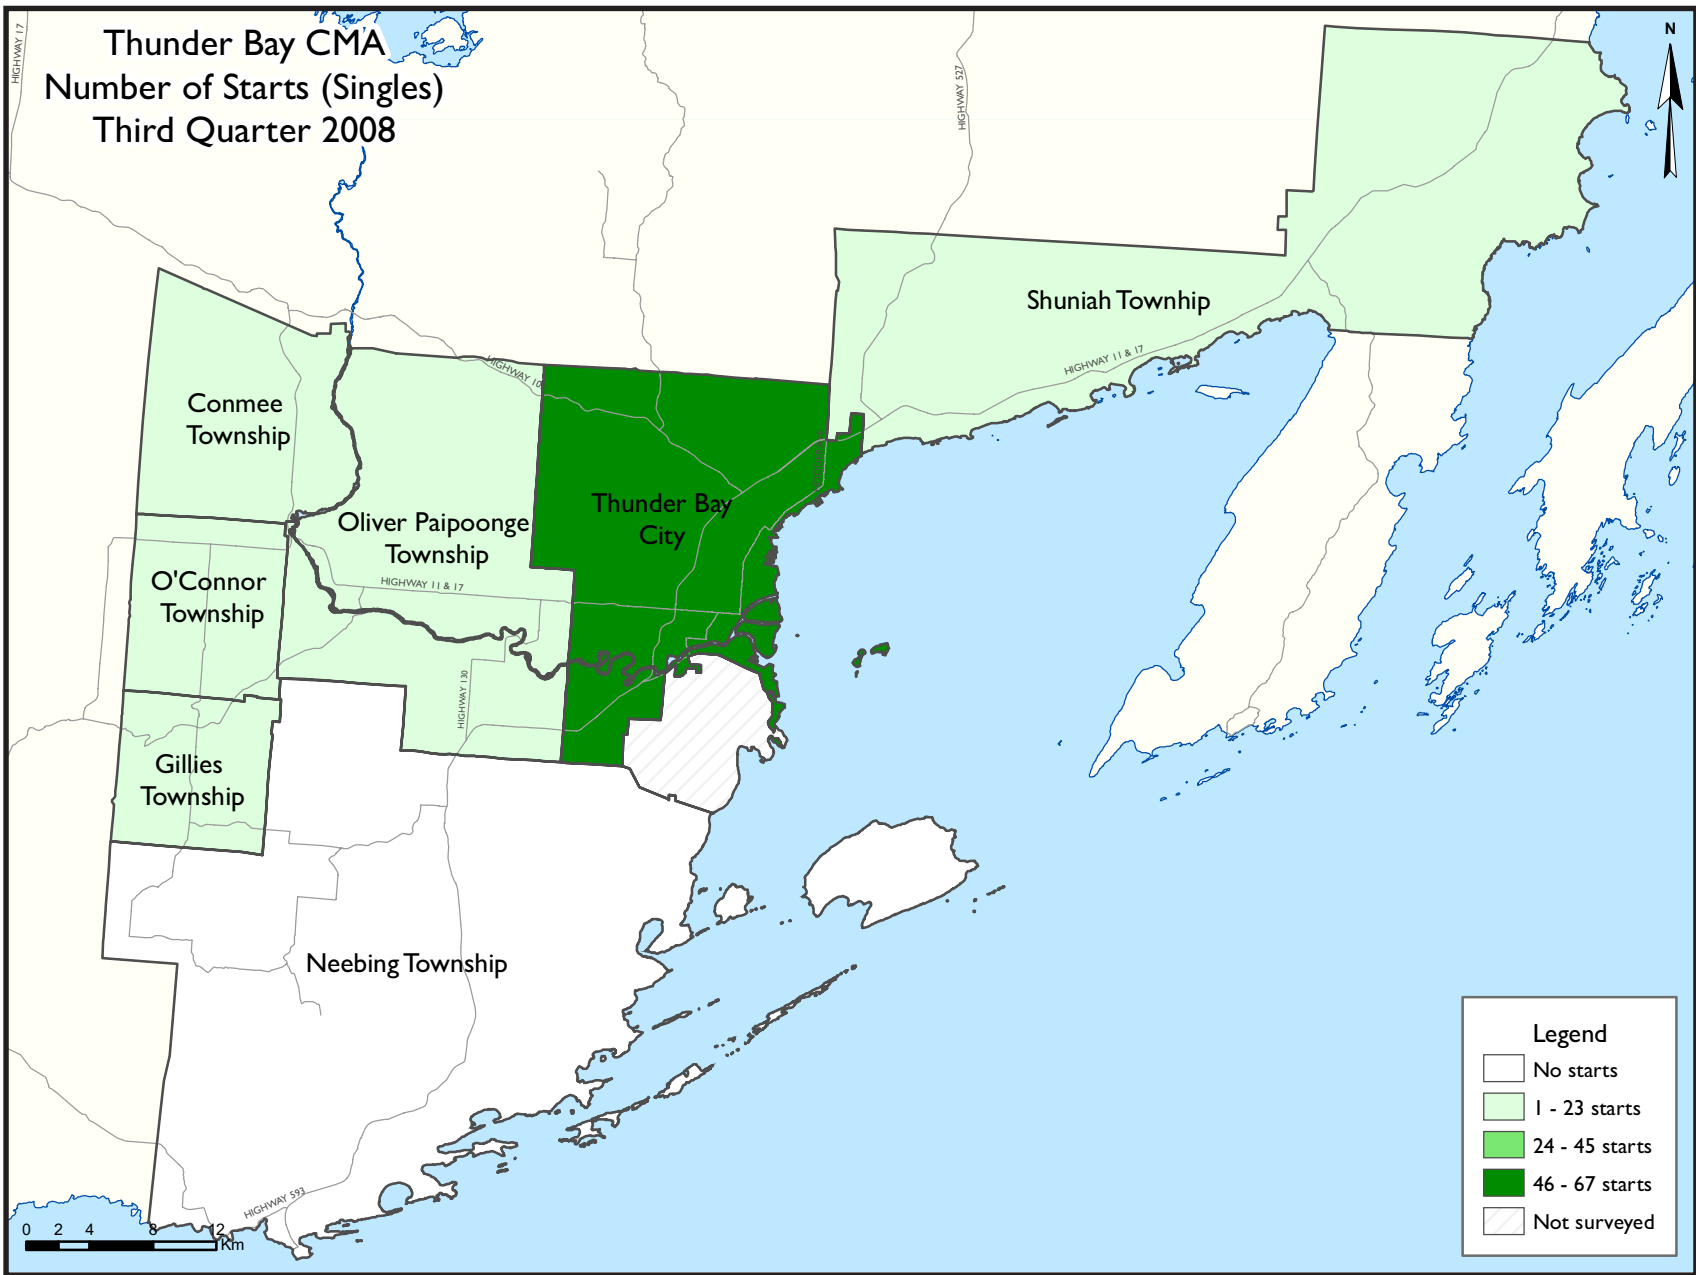 Thunder Bay CMA
Number of Starts (Singles)
Third Quarter 2008
HIGHWAY 17
HIGHWAY 527
N
Shuniah Townhip
HIGHWAY 11 & 17
HIGHWAY 10
Conmee
Township
Thunder Bay
City
Oliver Paipoonge
Township
O'Connor
Township
HIGHWAY 11 & 17
HIGHWAY 130
Gillies
Township
Neebing Township
HIGHWAY 593
Legend
No starts
1 - 23 starts
24 - 45 starts
46 - 67 starts
Not surveyed
0 2 4 8 12
Km